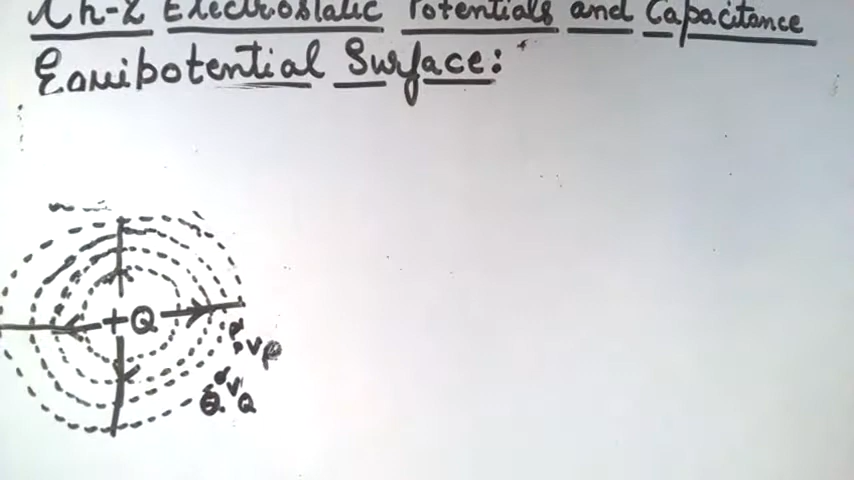 Ch-2 Electrostatic Potentials and Capacitance
Equipotential Surface:
+Q
P
VP
Q VQ